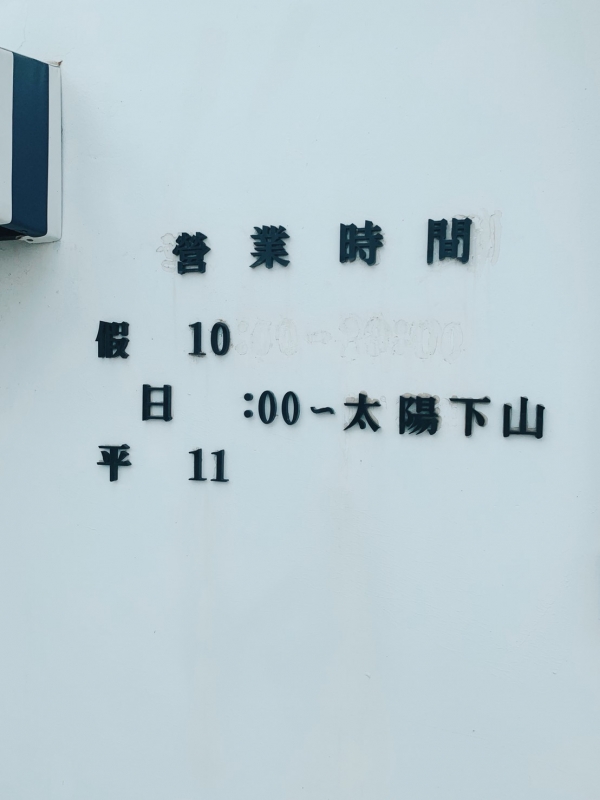 營業時間
假 10
日 :00~太陽下山
平 11